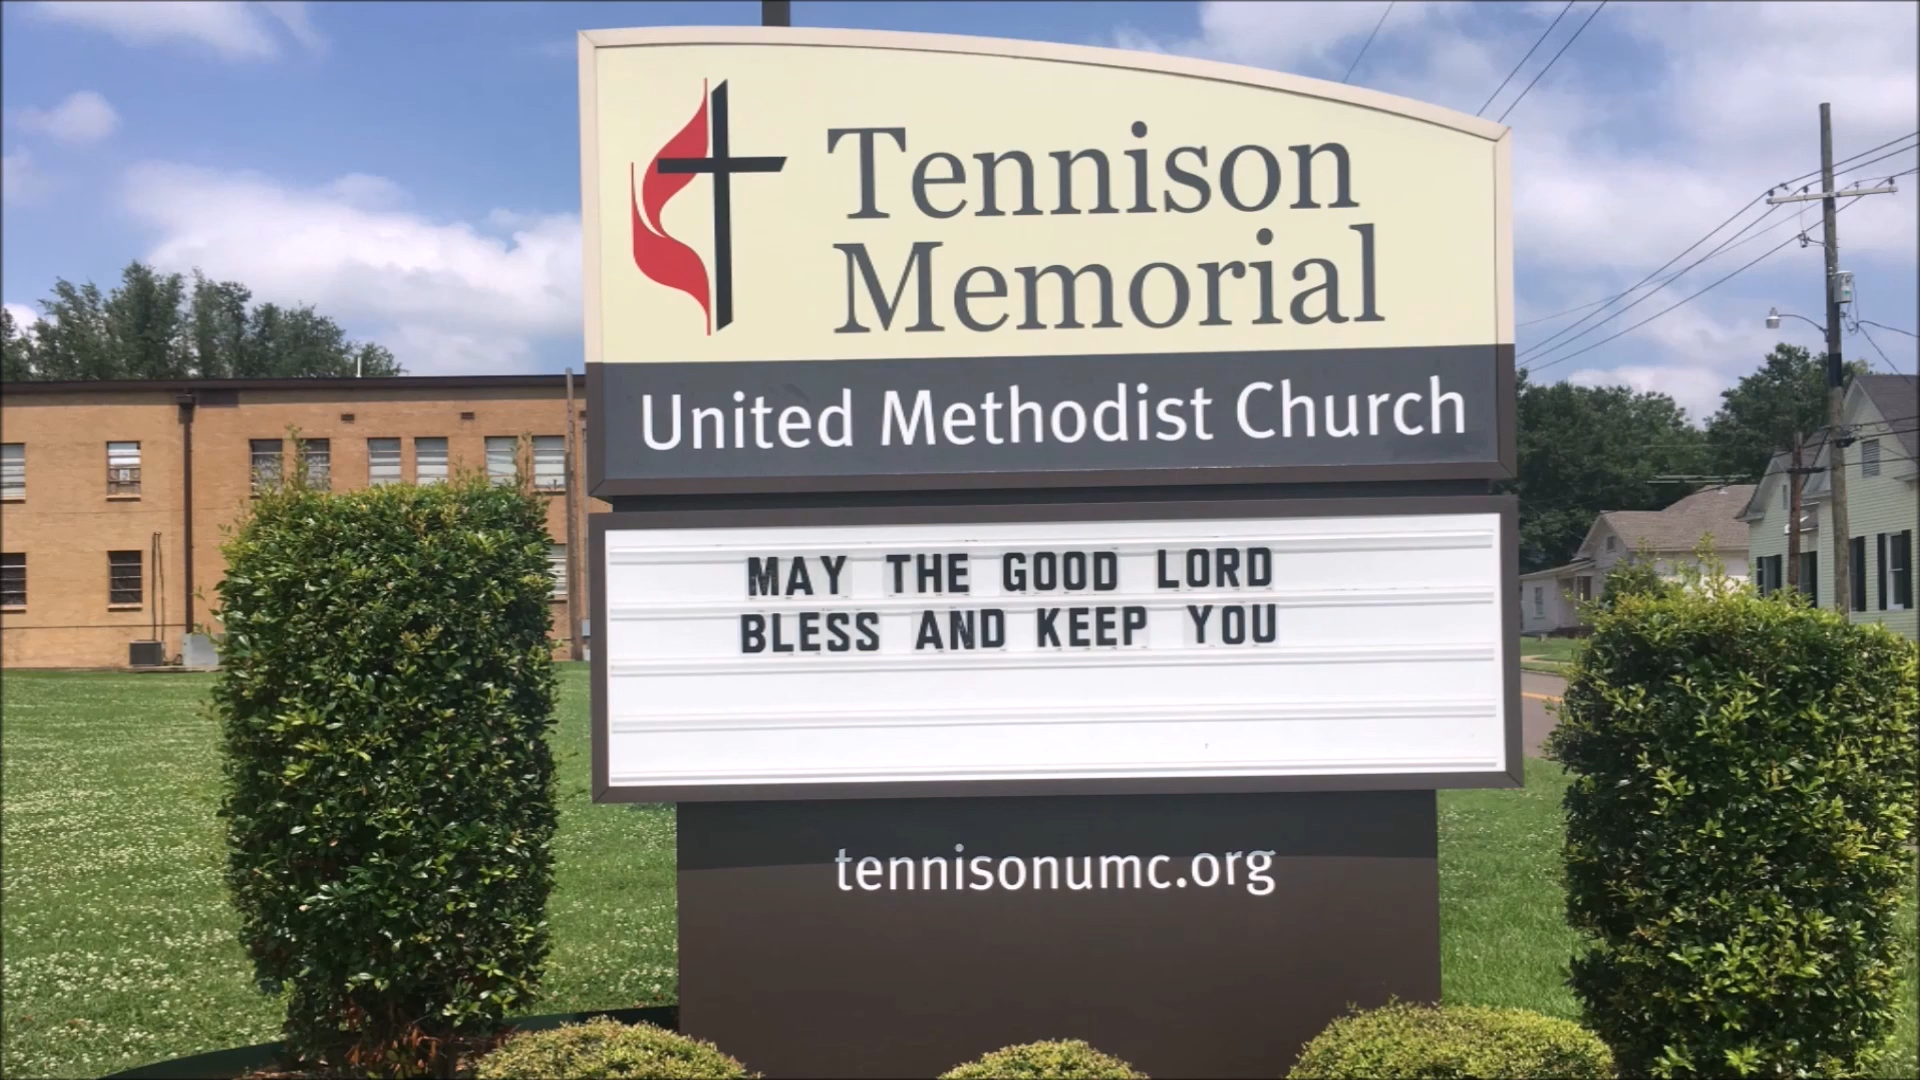 Tennison
Memorial
United Methodist Church
MAY THE GOOD LORD
BLESS AND KEEP YOU
tennisonumc.org